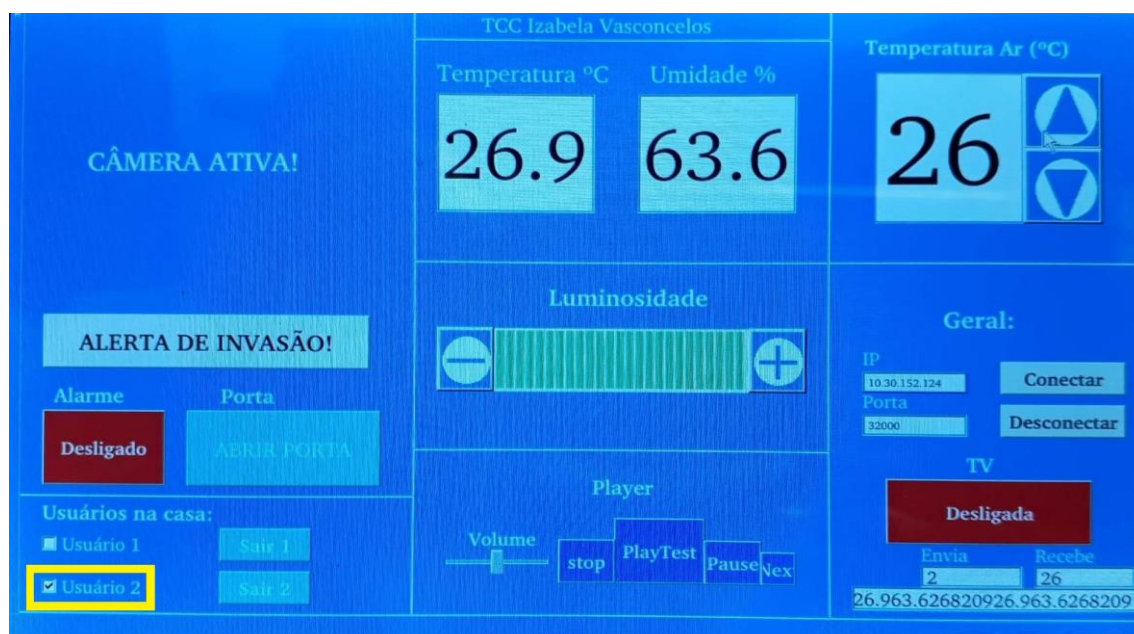 TCC Izabela Vasconcelos
CÂMERA ATIVA!
ALERTA DE INVASÃO!
Alarme
Porta
Desligado
ABRIR PORTA
Usuários na casa:
Usuário 1
Sair 1
Usuário 2
Sair 2
Temperatura ºC
Umidade %
26.9
63.6
Luminosidade
Player
Volume
stop
PlayTest
Pause
Nex
Temperatura Ar (ºC)
26
Geral:
IP
10.30.152.124
Conectar
Porta
32000
Desconectar
TV
Desligada
Envia
Recebe
2
26
26.963.626820926.963.6268209